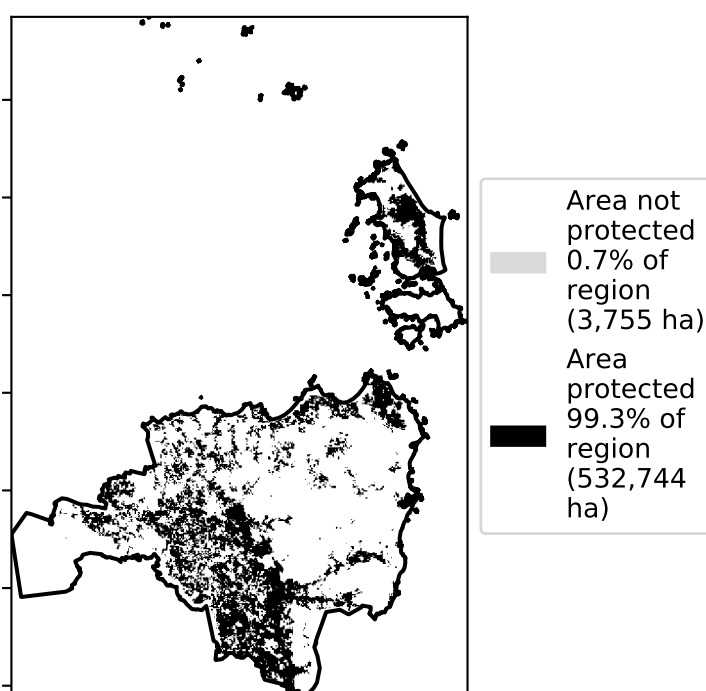 Area not
protected
0.7% of
region
(3,755 ha)
Area
protected
99.3% of
region
(532,744
ha)